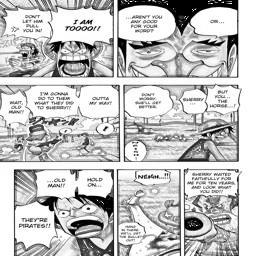 OR...
...AREN'T
YOU ANY
GOOD FOR
YOUR
WORD?
I AM
TOOOO!!
DON'T
LET HIM
PULL
YOU IN!
BUT...
YOU...
THE
HORSE...
SHERRY...
DON'T
WORRY,
SHE'LL GET
BETTER.
OUTTA
MY WAY!
I'M GONNA
DO TO THEM
WHAT THEY
DID TO
SHERRY!!
WAIT,
OLD
MAN!!
SHERRY WAITED
FAITHFULLY FOR
ME FOR TEN YEARS
AND LOOK WHAT
YOU DID!!
NEIGH...!!
HOLD
ON...
...OLD
MAN!!
THEY'RE
PIRATES!!